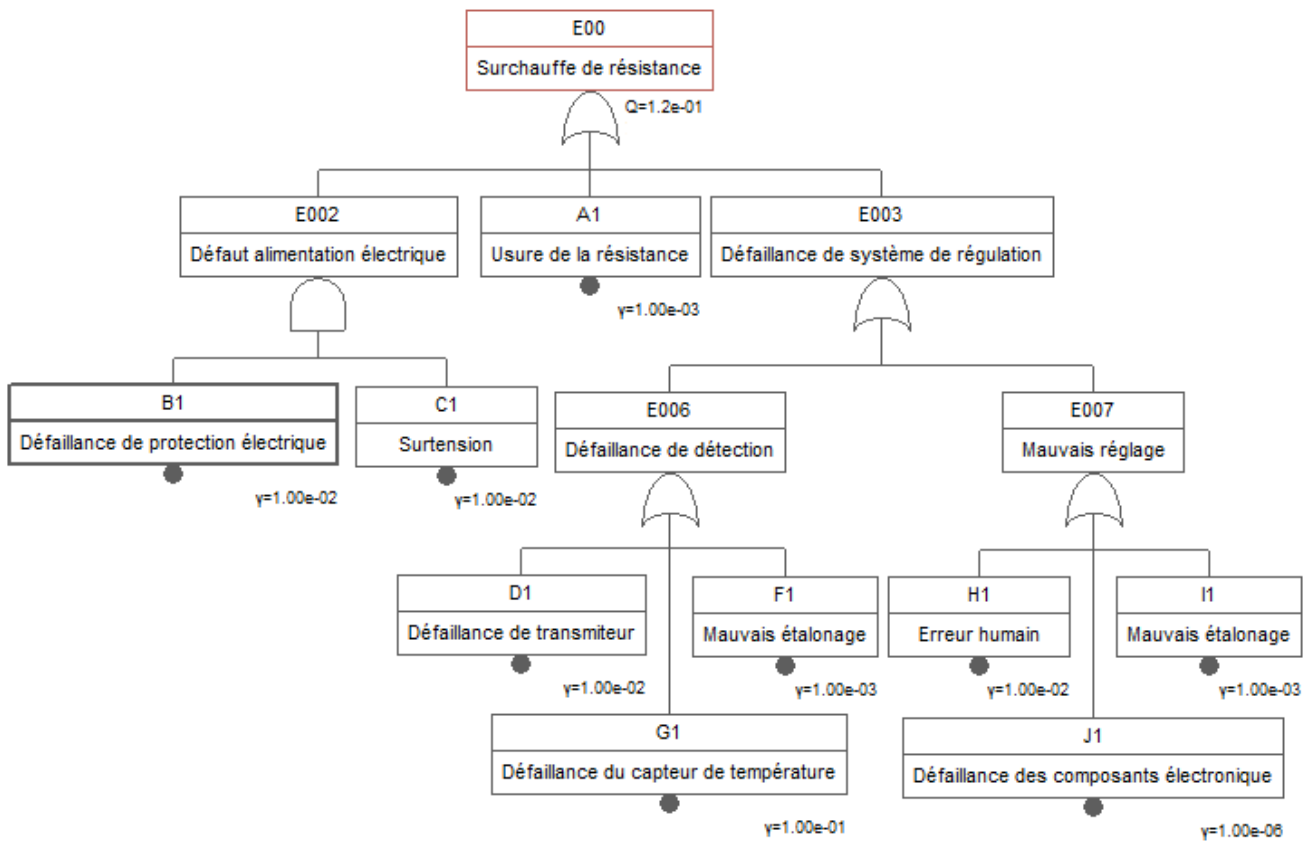 E00
Surchauffe de résistance
Q=1.2e-01
E002
Défaut alimentation électrique
A1
Usure de la résistance
γ=1.00e-03
E003
Défaillance de système de régulation
B1
Défaillance de protection électrique
γ=1.00e-02
C1
Surtension
γ=1.00e-02
E006
Défaillance de détection
E007
Mauvais réglage
D1
Défaillance de transmiteur
γ=1.00e-02
F1
Mauvais étalonage
γ=1.00e-03
H1
Erreur humain
γ=1.00e-02
I1
Mauvais étalonage
γ=1.00e-03
G1
Défaillance du capteur de température
γ=1.00e-01
J1
Défaillance des composants électronique
γ=1.00e-06